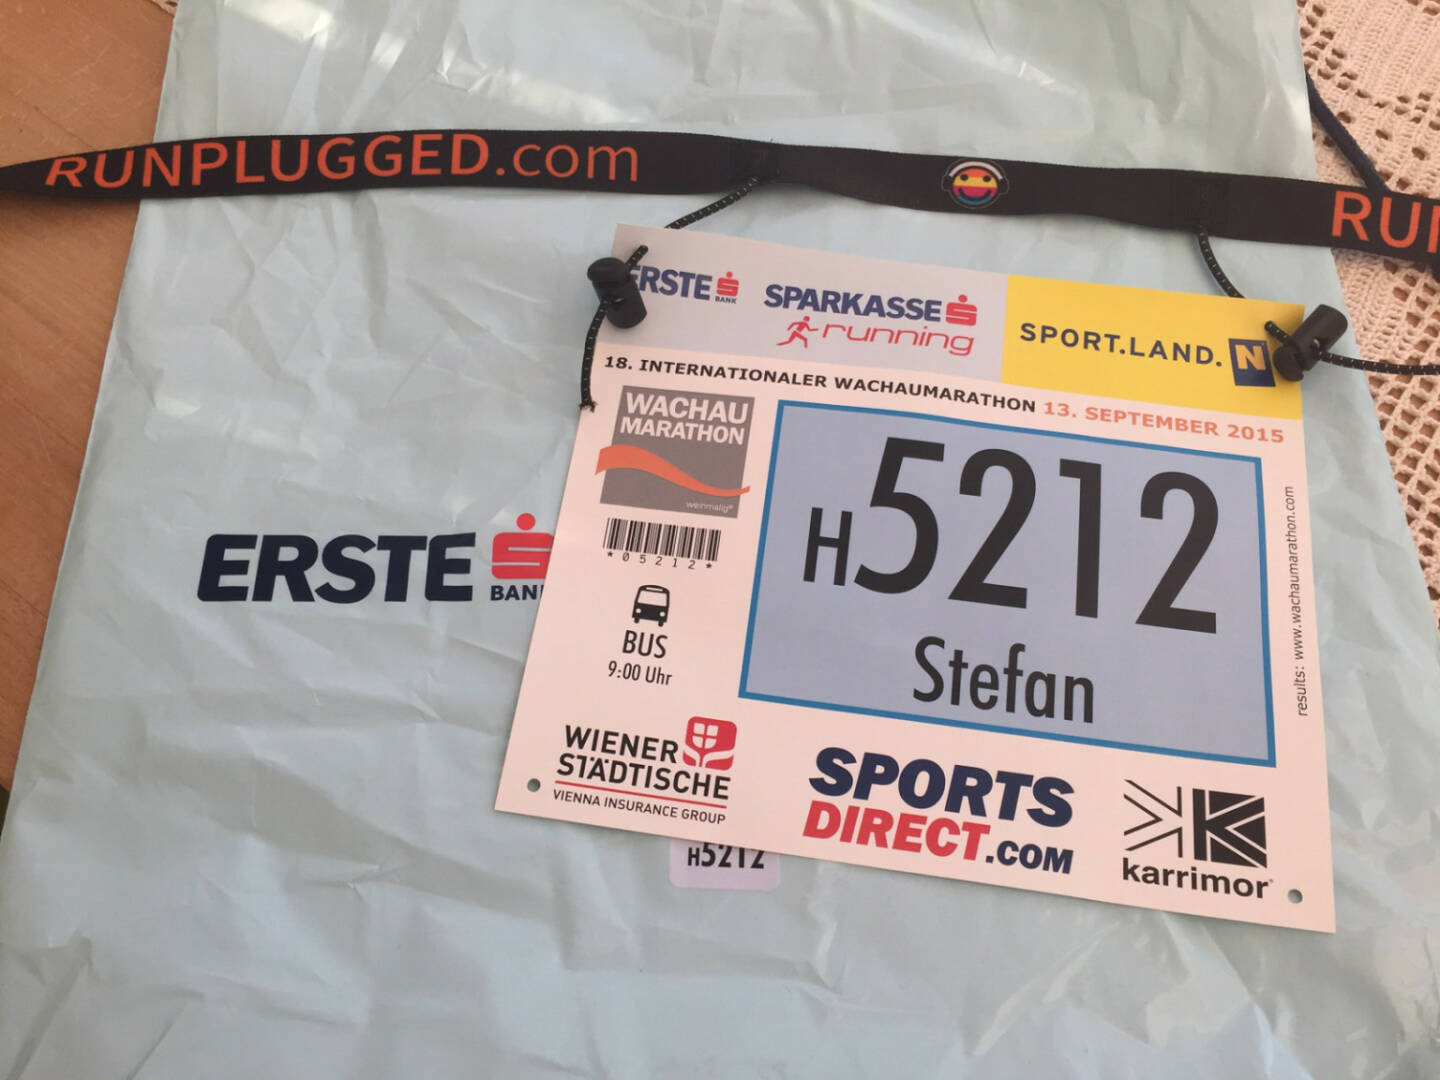 RUNPLUGGED.com
RUN
ERSTE
BANK
SPARKASSE
running
SPORT.LAND. N
18. INTERNATIONALER WACHAUMARATHON 13. SEPTEMBER 2015
WACHAU
MARATHON
weinmalig®
*05212*
BUS
9:00 Uhr
H5212
Stefan
results: www.wachaumarathon.com
WIENER
STÄDTISCHE
VIENNA INSURANCE GROUP
SPORTS
DIRECT.COM
karrimor
ERSTE
BANK
H5212